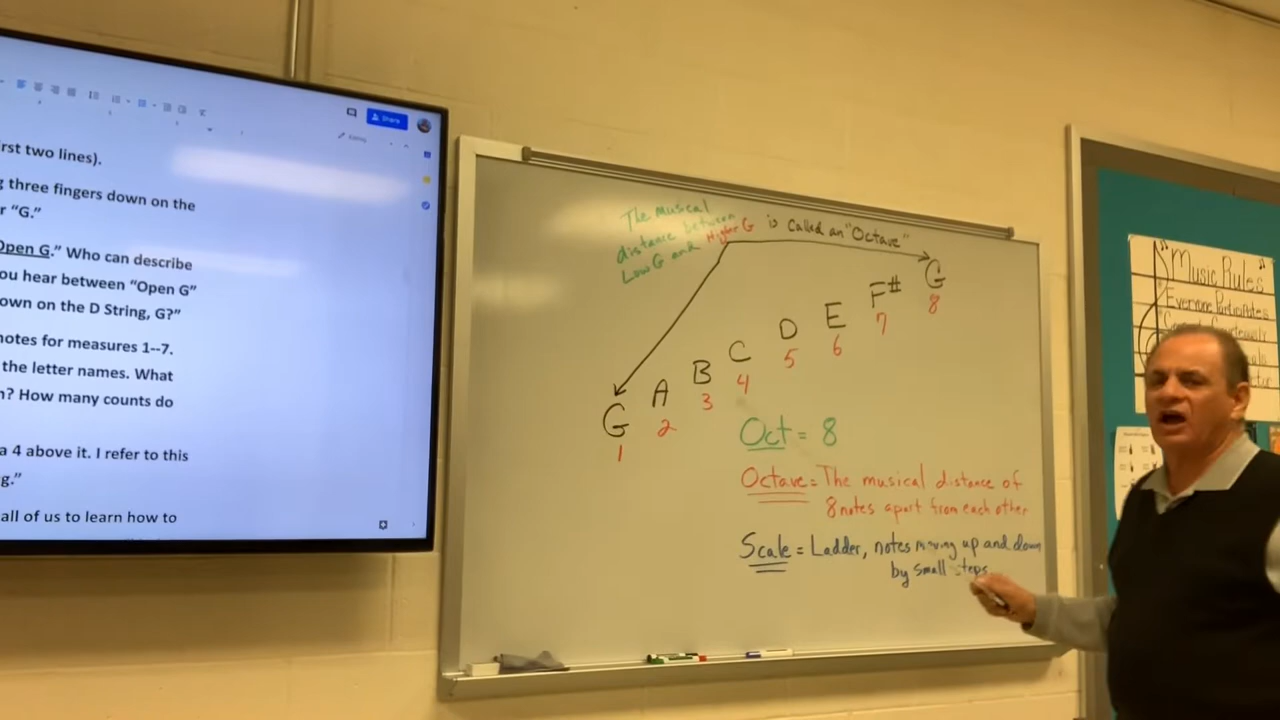 Share
rst two lines).
three fingers down on the
r “G.”
Open G.” Who can describe
ou hear between “Open G”
own on the D String, G?”
notes for measures 1--7.
the letter names. What
n? How many counts do
a 4 above it. I refer to this
g.”
all of us to learn how to
The musical
distance between
Low G and Higher G is called an "Octave"
G A B C D E F# G
1 2 3 4 5 6 7 8
Oct = 8
Octave = The musical distance of
8 notes apart from each other
Scale = Ladder, notes moving up and down
by small steps
Music Rules
Everyone Participates